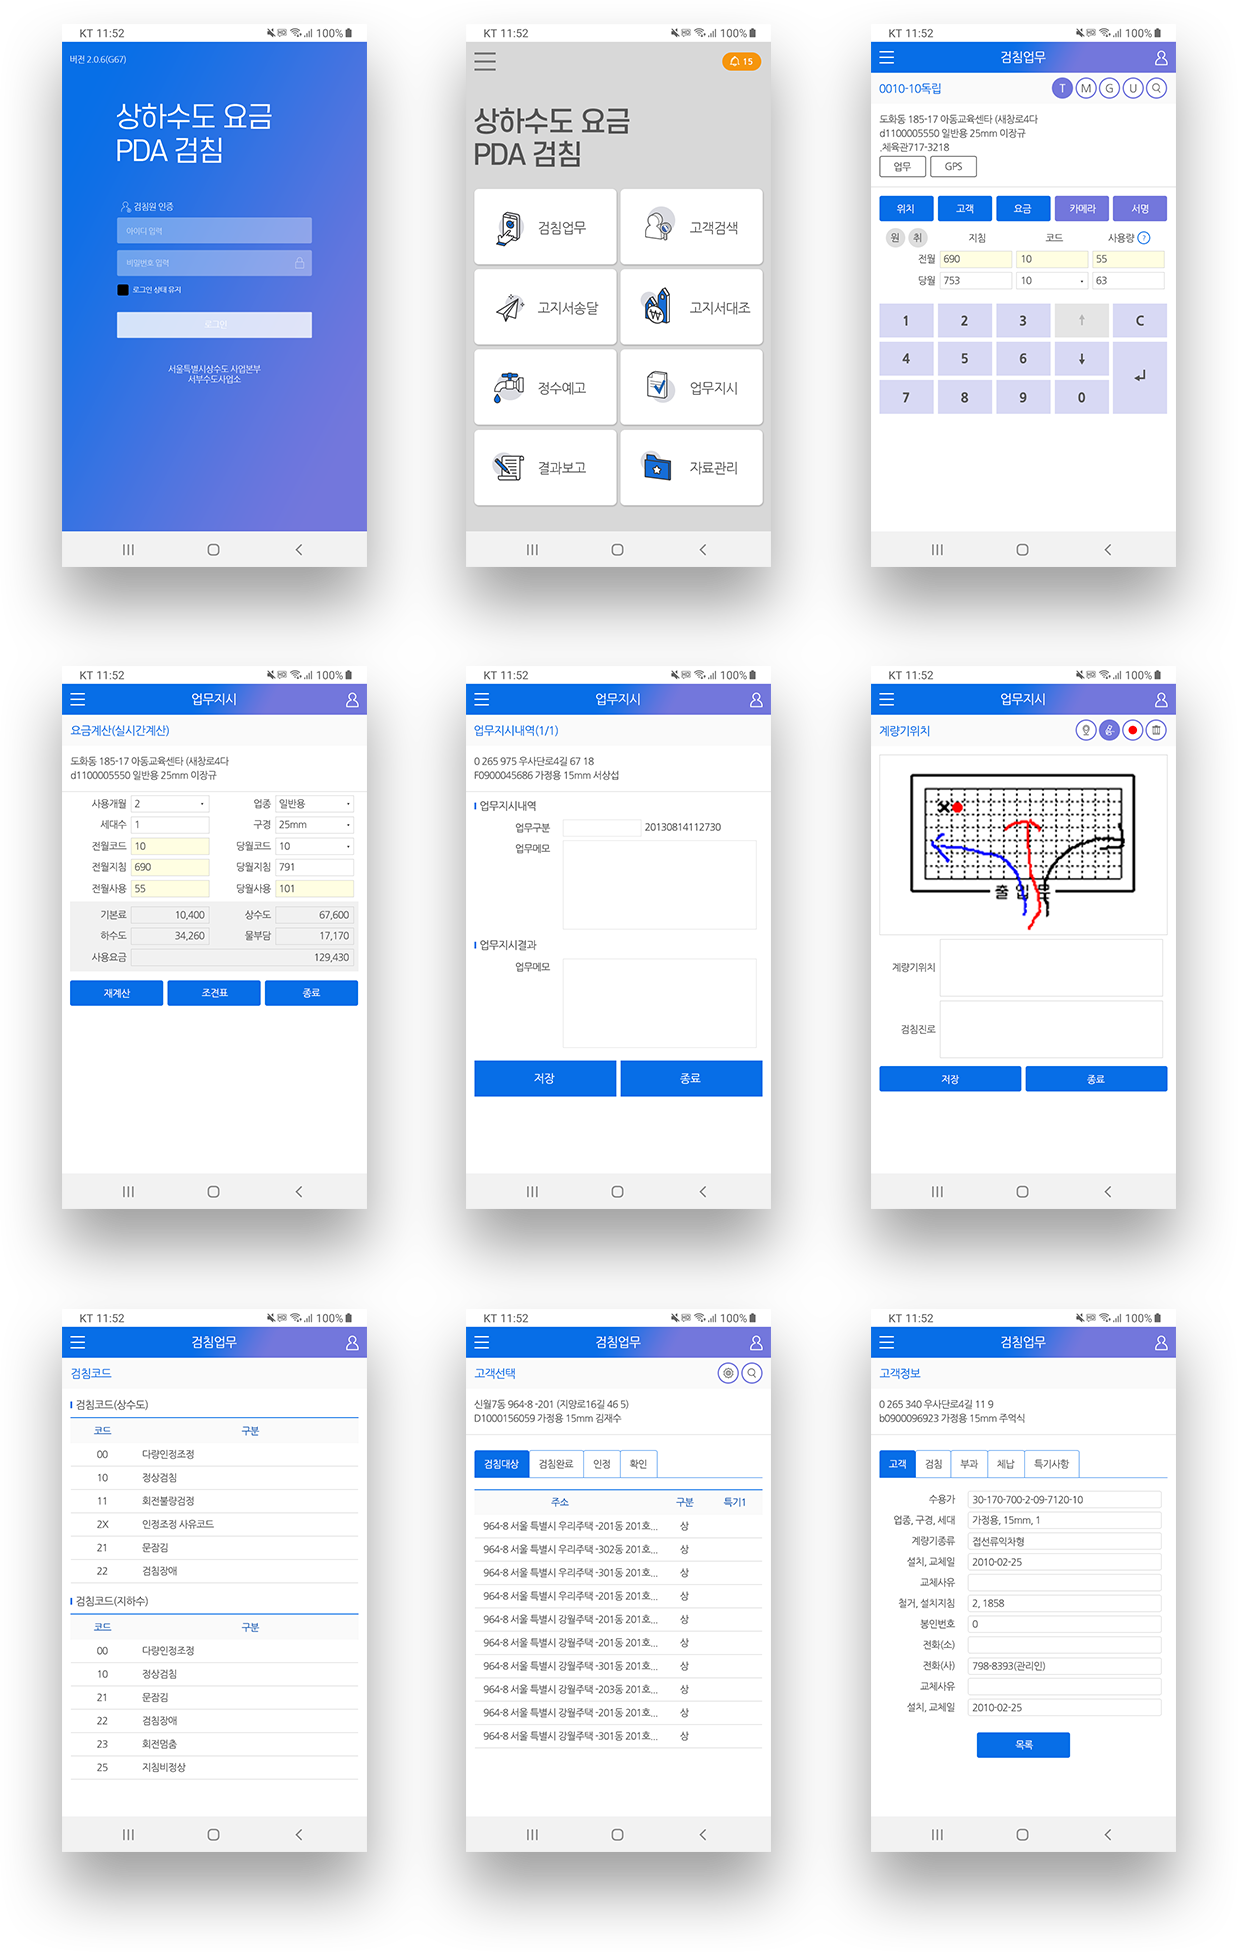 KT 11:52 100%
버전 2.0.6(G67)
상하수도 요금
PDA 검침
검침원 인증
아이디 입력
비밀번호 입력
로그인 상태 유지
로그인
서울특별시상수도 사업본부
서부수도사업소
KT 11:52 100%
15
상하수도 요금
PDA 검침
검침업무 고객검색
고지서송달 고지서대조
정수예고 업무지시
결과보고 자료관리
KT 11:52 100%
검침업무
0010-10독립 T M G U
도화동 185-17 아동교육센타 (새창로4다
d1100005550 일반용 25mm 이장규
.체육관717-3218
업무 GPS
위치 고객 요금 카메라 서명
원 취 지침 코드 사용량 ?
전월 690 10 55
당월 753 10 63
1 2 3 ↑ C
4 5 6 ↓ ↵
7 8 9 0
KT 11:52 100%
업무지시
요금계산(실시간계산)
도화동 185-17 아동교육센타 (새창로4다
d1100005550 일반용 25mm 이장규
사용개월 2 업종 일반용
세대수 1 구경 25mm
전월코드 10 당월코드 10
전월지침 690 당월지침 791
전월사용 55 당월사용 101
기본료 10,400 상수도 67,600
하수도 34,260 물부담 17,170
사용요금 129,430
재계산 조견표 종료
KT 11:52 100%
업무지시
업무지시내역(1/1)
0 265 975 우사단로4길 67 18
F0900045686 가정용 15mm 서상섭
업무지시내역
업무구분 20130814112730
업무메모
업무지시결과
업무메모
저장 종료
KT 11:52 100%
업무지시
계량기위치
출 입 문
계량기위치
검침진로
저장 종료
KT 11:52 100%
검침업무
검침코드
검침코드(상수도)
코드 구분
00 다량인정조정
10 정상검침
11 회전불량검정
2X 인정조정 사유코드
21 문잠김
22 검침장애
검침코드(지하수)
코드 구분
00 다량인정조정
10 정상검침
21 문잠김
22 검침장애
23 회전멈춤
25 지침비정상
KT 11:52 100%
검침업무
고객선택
신월7동 964-8 -201 (지양로16길 46 5)
D1000156059 가정용 15mm 김재수
검침대상 검침완료 인정 확인
주소 구분 특기1
964-8 서울 특별시 우리주택 -201동 201호... 상
964-8 서울 특별시 우리주택 -302동 201호... 상
964-8 서울 특별시 우리주택 -301동 201호... 상
964-8 서울 특별시 우리주택 -201동 201호... 상
964-8 서울 특별시 강월주택 -201동 201호... 상
964-8 서울 특별시 강월주택 -201동 201호... 상
964-8 서울 특별시 강월주택 -301동 201호... 상
964-8 서울 특별시 강월주택 -203동 201호... 상
964-8 서울 특별시 강월주택 -201동 201호... 상
964-8 서울 특별시 강월주택 -301동 201호... 상
KT 11:52 100%
검침업무
고객정보
0 265 340 우사단로4길 11 9
b0900096923 가정용 15mm 주억식
고객 검침 부과 체납 특기사항
수용가 30-170-700-2-09-7120-10
업종, 구경, 세대 가정용, 15mm, 1
계량기종류 접선류익차형
설치, 교체일 2010-02-25
교체사유
철거, 설치지침 2, 1858
봉인번호 0
전화(소)
전화(사) 798-8393(관리인)
교체사유
설치, 교체일 2010-02-25
목록